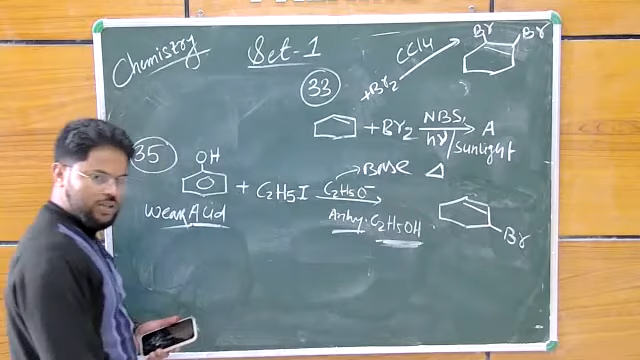 Chemistry
Set-1
33
+Br2 CCl4
Br Br
+ Br2 NBS, hν/sunlight A
35
OH
+ C2H5I C2H5O⁻ Base Δ
Weak Acid
Anhy. C2H5OH
Br